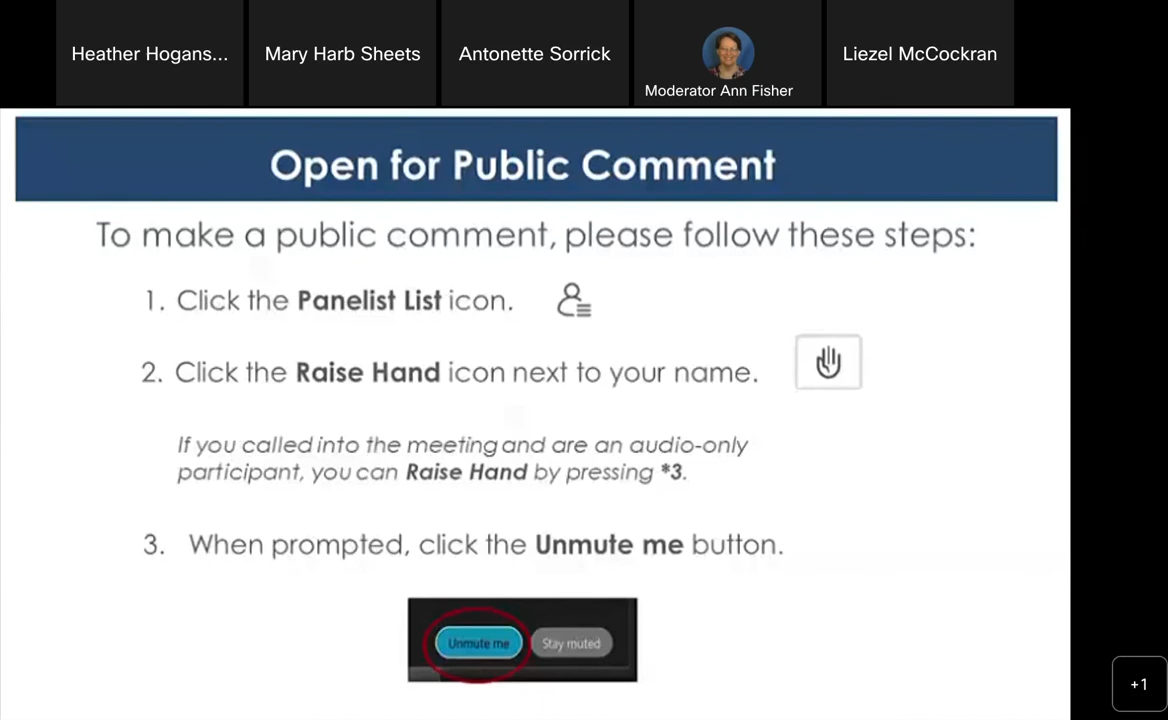 Heather Hogans...
Mary Harb Sheets
Antonette Sorrick
Moderator Ann Fisher
Liezel McCockran
Open for Public Comment
To make a public comment, please follow these steps:
1. Click the Panelist List icon.
2. Click the Raise Hand icon next to your name.
If you called into the meeting and are an audio-only
participant, you can Raise Hand by pressing *3.
3. When prompted, click the Unmute me button.
Unmute me
Stay muted
+1